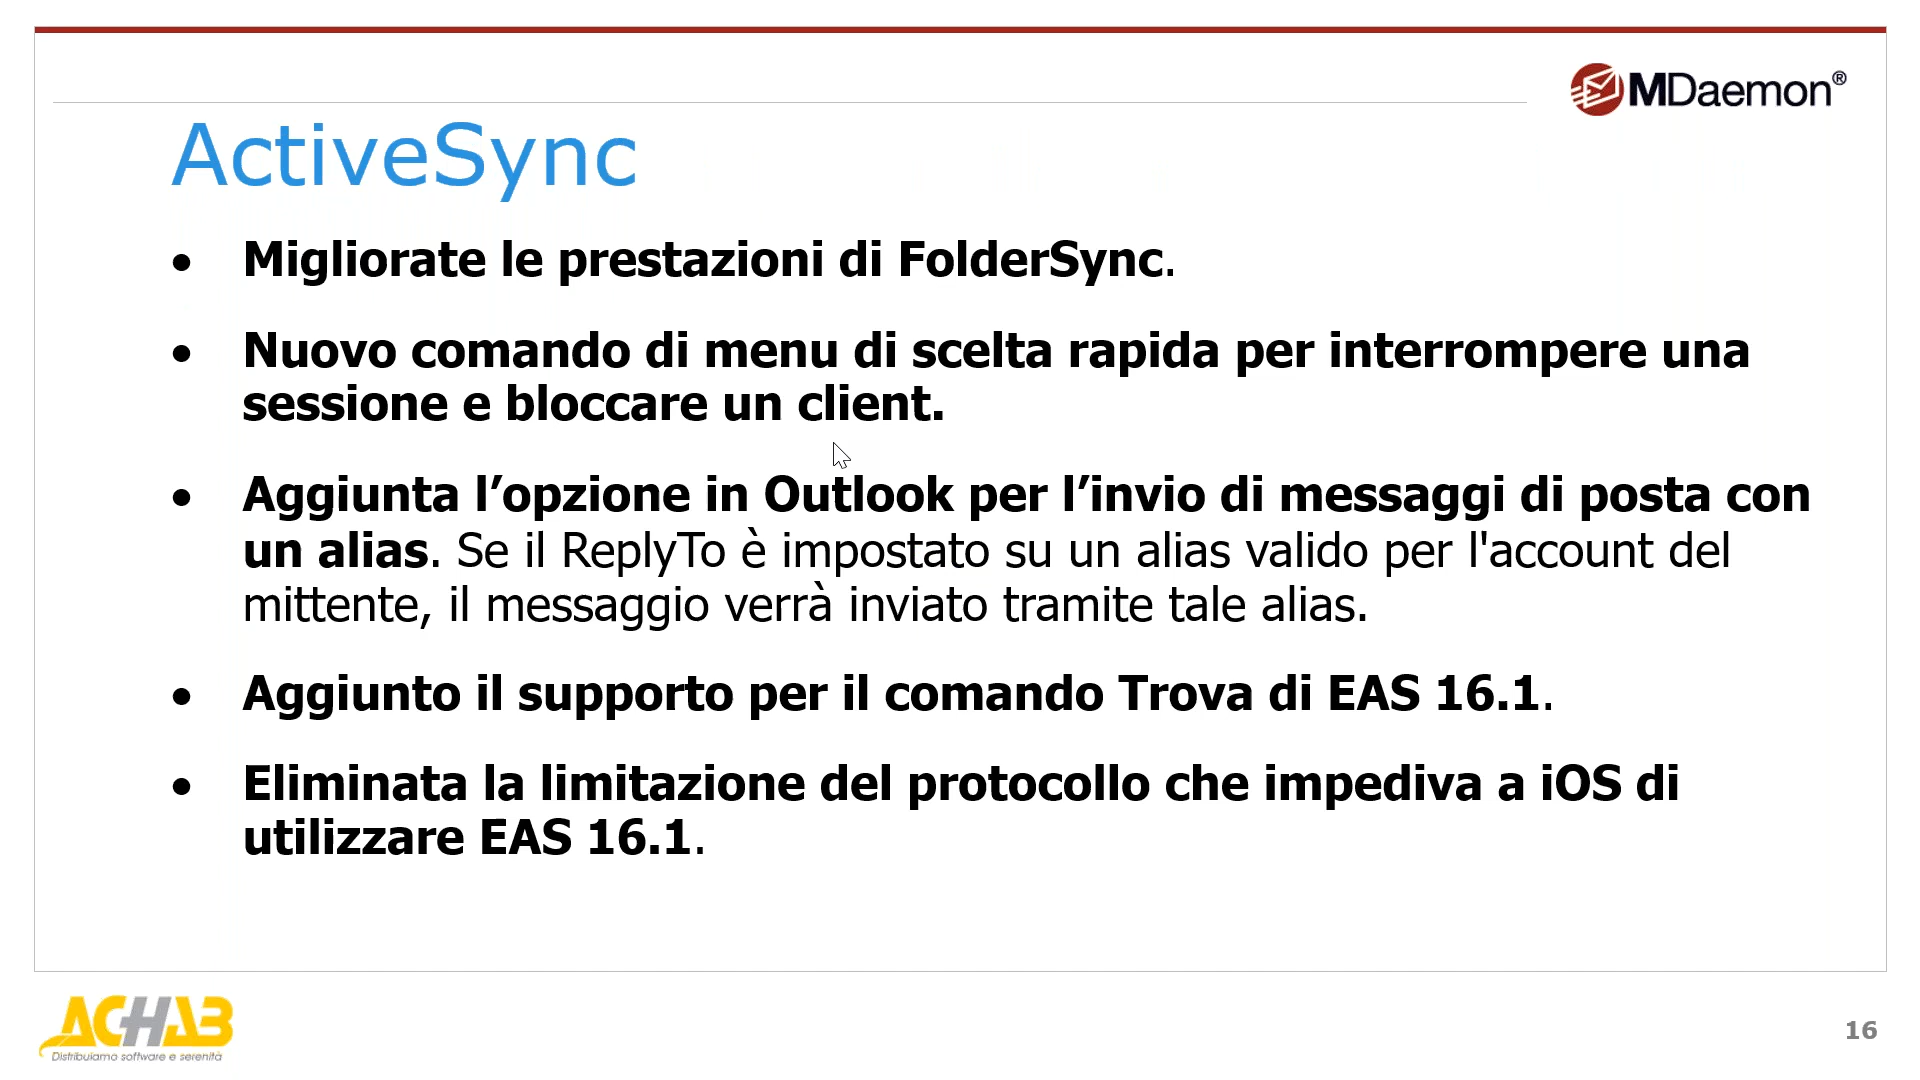 MDaemon®
ActiveSync
• Migliorate le prestazioni di FolderSync.
• Nuovo comando di menu di scelta rapida per interrompere una
sessione e bloccare un client.
• Aggiunta l’opzione in Outlook per l’invio di messaggi di posta con
un alias. Se il ReplyTo è impostato su un alias valido per l'account del
mittente, il messaggio verrà inviato tramite tale alias.
• Aggiunto il supporto per il comando Trova di EAS 16.1.
• Eliminata la limitazione del protocollo che impediva a iOS di
utilizzare EAS 16.1.
ACHAB
Distribuiamo software e serenità
16